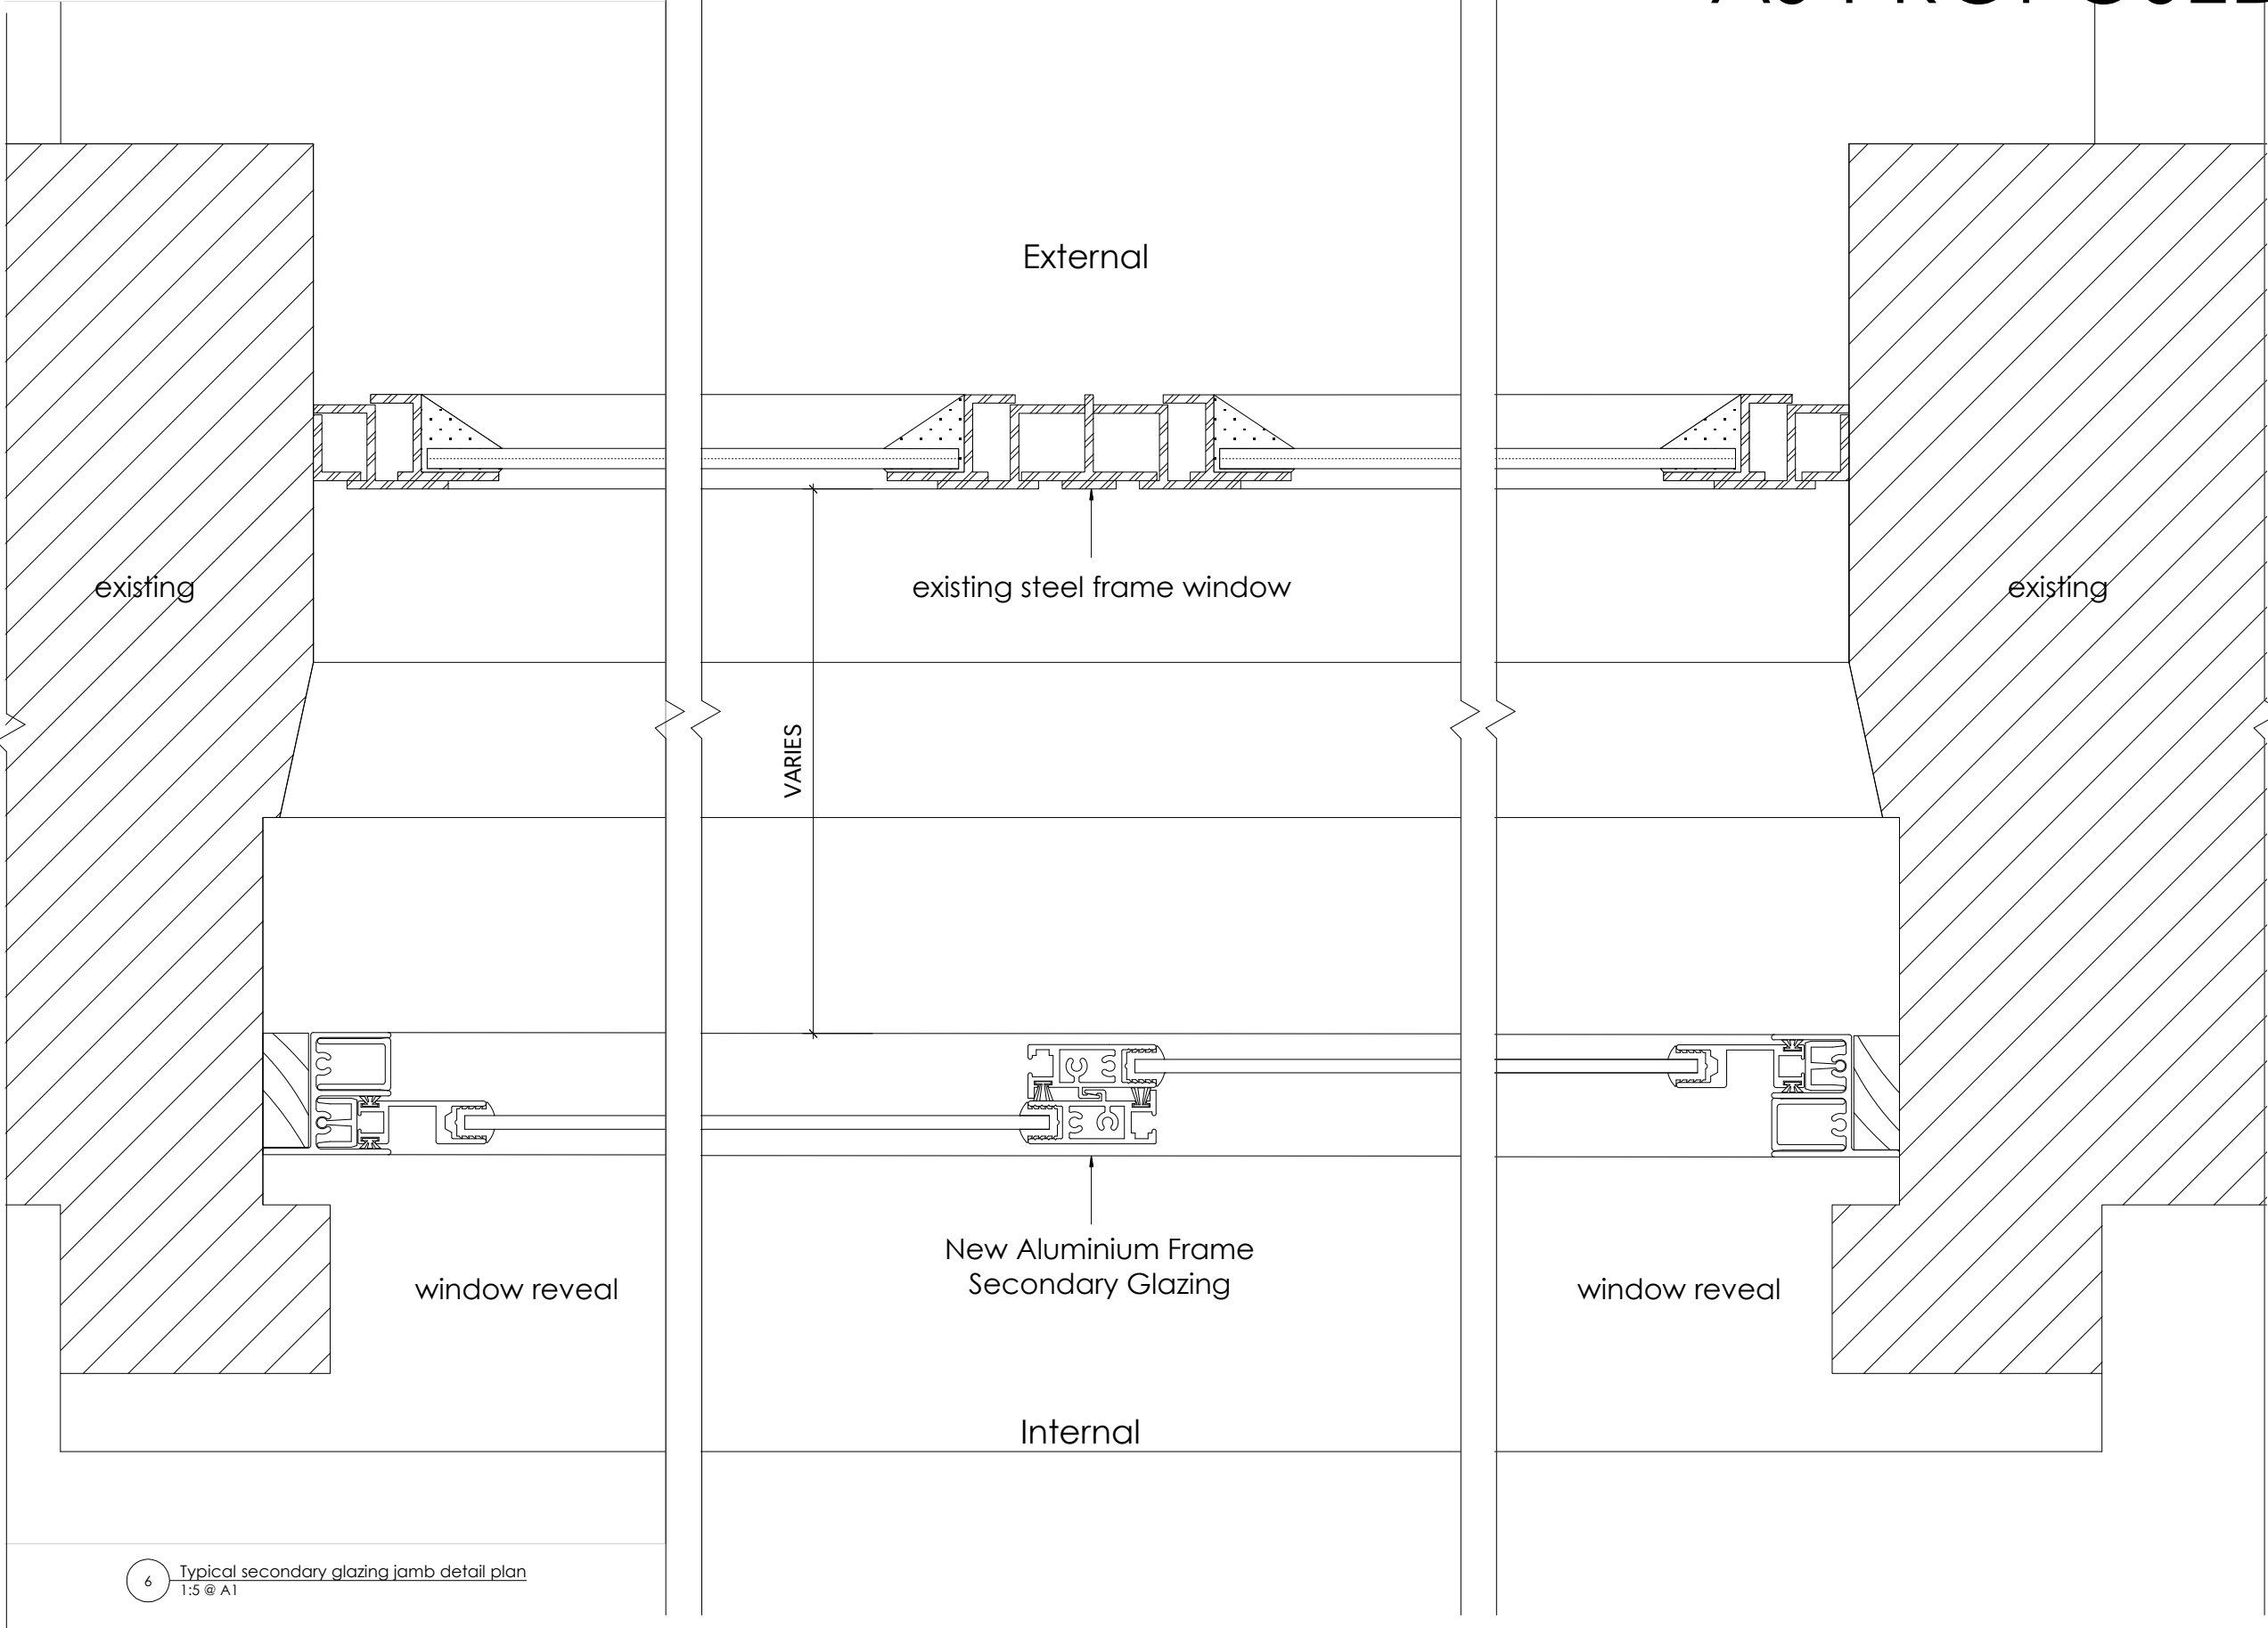 External
existing
existing steel frame window
existing
VARIES
New Aluminium Frame
Secondary Glazing
window reveal
window reveal
Internal
6
Typical secondary glazing jamb detail plan
1:5 @ A1